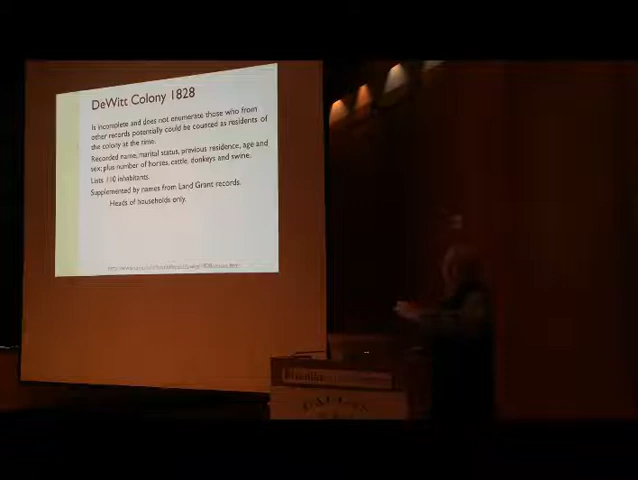 DeWitt Colony 1828
Is incomplete and does not enumerate those who from
other records potentially could be counted as residents of
the colony at the time.
Recorded name, marital status, previous residence, age and
sex; plus number of horses, cattle, donkeys and swine.
Lists 110 inhabitants.
Supplemented by names from Land Grant records.
Heads of households only.